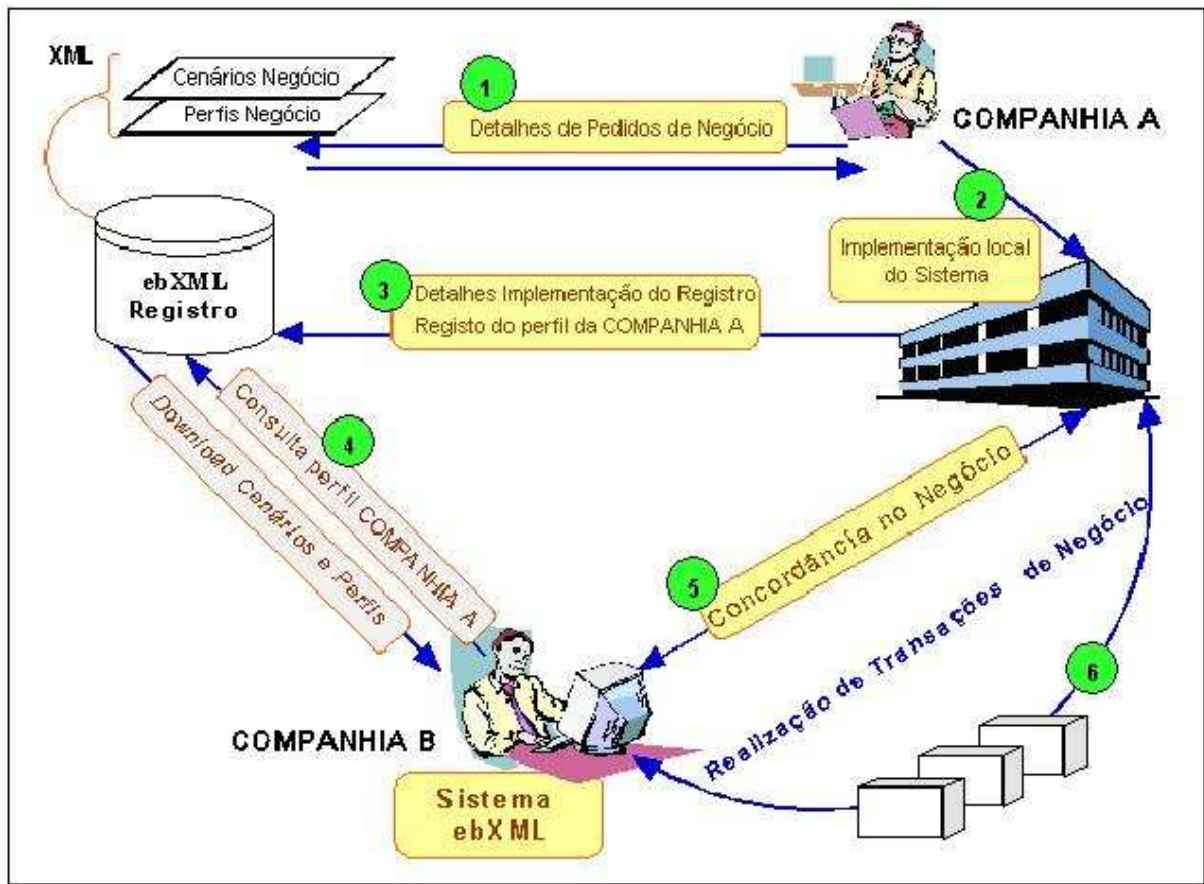 XML
Cenários Negócio
Perfis Negócio
1
Detalhes de Pedidos de Negócio
COMPANHIA A
2
Implementação local
do Sistema
ebXML
Registro
3
Detalhes Implementação do Registro
Registo do perfil da COMPANHIA A
4
Consulta perfil COMPANHIA A
Download Cenários e Perfis
5
Concordância no Negócio
Realização de Transações de Negócio
6
COMPANHIA B
Sistema
ebXML